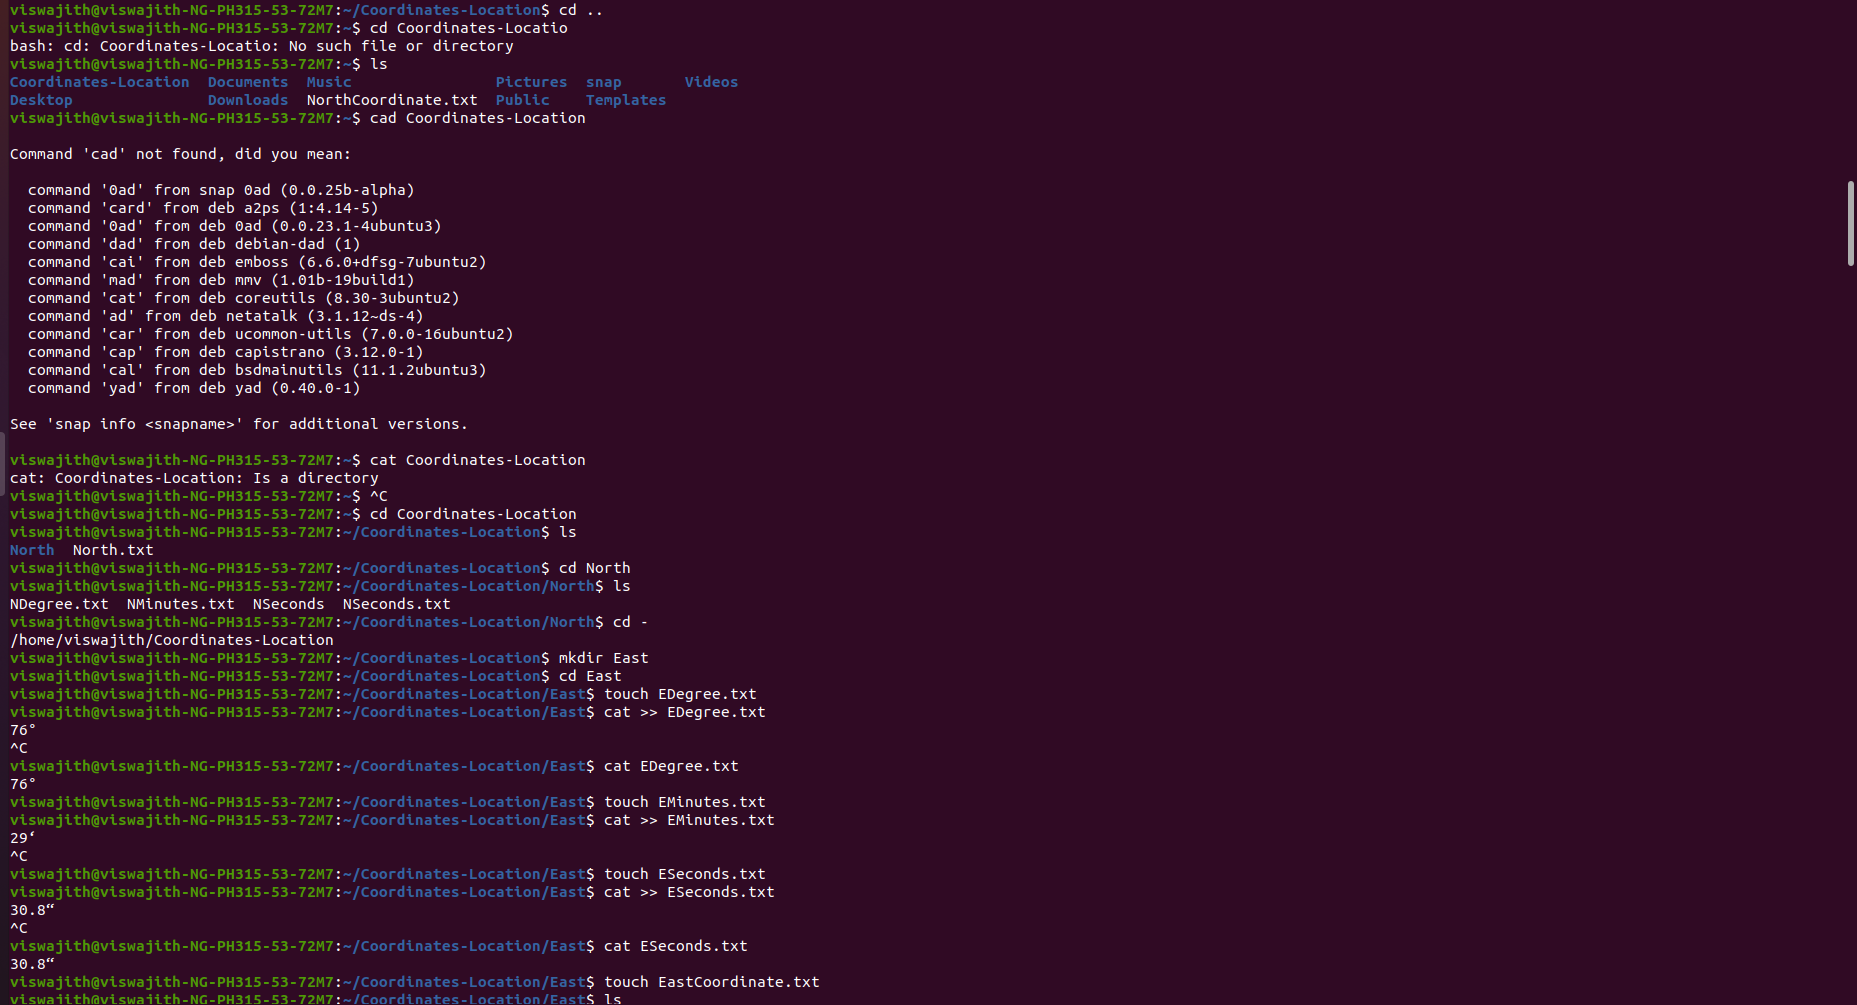 viswajith@viswajith-NG-PH315-53-72M7:~/Coordinates-Location$ cd ..
viswajith@viswajith-NG-PH315-53-72M7:~$ cd Coordinates-Locatio
bash: cd: Coordinates-Locatio: No such file or directory
viswajith@viswajith-NG-PH315-53-72M7:~$ ls
Coordinates-Location  Documents  Music                Pictures  snap       Videos
Desktop               Downloads  NorthCoordinate.txt  Public    Templates
viswajith@viswajith-NG-PH315-53-72M7:~$ cad Coordinates-Location

Command 'cad' not found, did you mean:

  command '0ad' from snap 0ad (0.0.25b-alpha)
  command 'card' from deb a2ps (1:4.14-5)
  command '0ad' from deb 0ad (0.0.23.1-4ubuntu3)
  command 'dad' from deb debian-dad (1)
  command 'cai' from deb emboss (6.6.0+dfsg-7ubuntu2)
  command 'mad' from deb mmv (1.01b-19build1)
  command 'cat' from deb coreutils (8.30-3ubuntu2)
  command 'ad' from deb netatalk (3.1.12~ds-4)
  command 'car' from deb ucommon-utils (7.0.0-16ubuntu2)
  command 'cap' from deb capistrano (3.12.0-1)
  command 'cal' from deb bsdmainutils (11.1.2ubuntu3)
  command 'yad' from deb yad (0.40.0-1)

See 'snap info <snapname>' for additional versions.

viswajith@viswajith-NG-PH315-53-72M7:~$ cat Coordinates-Location
cat: Coordinates-Location: Is a directory
viswajith@viswajith-NG-PH315-53-72M7:~$ ^C
viswajith@viswajith-NG-PH315-53-72M7:~$ cd Coordinates-Location
viswajith@viswajith-NG-PH315-53-72M7:~/Coordinates-Location$ ls
North  North.txt
viswajith@viswajith-NG-PH315-53-72M7:~/Coordinates-Location$ cd North
viswajith@viswajith-NG-PH315-53-72M7:~/Coordinates-Location/North$ ls
NDegree.txt  NMinutes.txt  NSeconds  NSeconds.txt
viswajith@viswajith-NG-PH315-53-72M7:~/Coordinates-Location/North$ cd -
/home/viswajith/Coordinates-Location
viswajith@viswajith-NG-PH315-53-72M7:~/Coordinates-Location$ mkdir East
viswajith@viswajith-NG-PH315-53-72M7:~/Coordinates-Location$ cd East
viswajith@viswajith-NG-PH315-53-72M7:~/Coordinates-Location/East$ touch EDegree.txt
viswajith@viswajith-NG-PH315-53-72M7:~/Coordinates-Location/East$ cat >> EDegree.txt
76°
^C
viswajith@viswajith-NG-PH315-53-72M7:~/Coordinates-Location/East$ cat EDegree.txt
76°
viswajith@viswajith-NG-PH315-53-72M7:~/Coordinates-Location/East$ touch EMinutes.txt
viswajith@viswajith-NG-PH315-53-72M7:~/Coordinates-Location/East$ cat >> EMinutes.txt
29‘
^C
viswajith@viswajith-NG-PH315-53-72M7:~/Coordinates-Location/East$ touch ESeconds.txt
viswajith@viswajith-NG-PH315-53-72M7:~/Coordinates-Location/East$ cat >> ESeconds.txt
30.8“
^C
viswajith@viswajith-NG-PH315-53-72M7:~/Coordinates-Location/East$ cat ESeconds.txt
30.8“
viswajith@viswajith-NG-PH315-53-72M7:~/Coordinates-Location/East$ touch EastCoordinate.txt
viswajith@viswajith-NG-PH315-53-72M7:~/Coordinates-Location/East$ ls